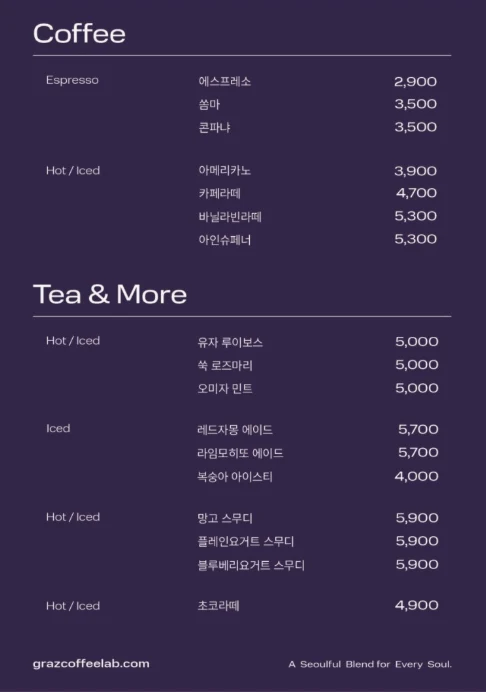 Coffee
Espresso 에스프레소 2,900
쏨마 3,500
콘파냐 3,500
Hot / Iced 아메리카노 3,900
카페라떼 4,700
바닐라빈라떼 5,300
아인슈페너 5,300
Tea & More
Hot / Iced 유자 루이보스 5,000
쑥 로즈마리 5,000
오미자 민트 5,000
Iced 레드자몽 에이드 5,700
라임모히또 에이드 5,700
복숭아 아이스티 4,000
Hot / Iced 망고 스무디 5,900
플레인요거트 스무디 5,900
블루베리요거트 스무디 5,900
Hot / Iced 초코라떼 4,900
grazcoffeelab.com A Seoulful Blend for Every Soul.